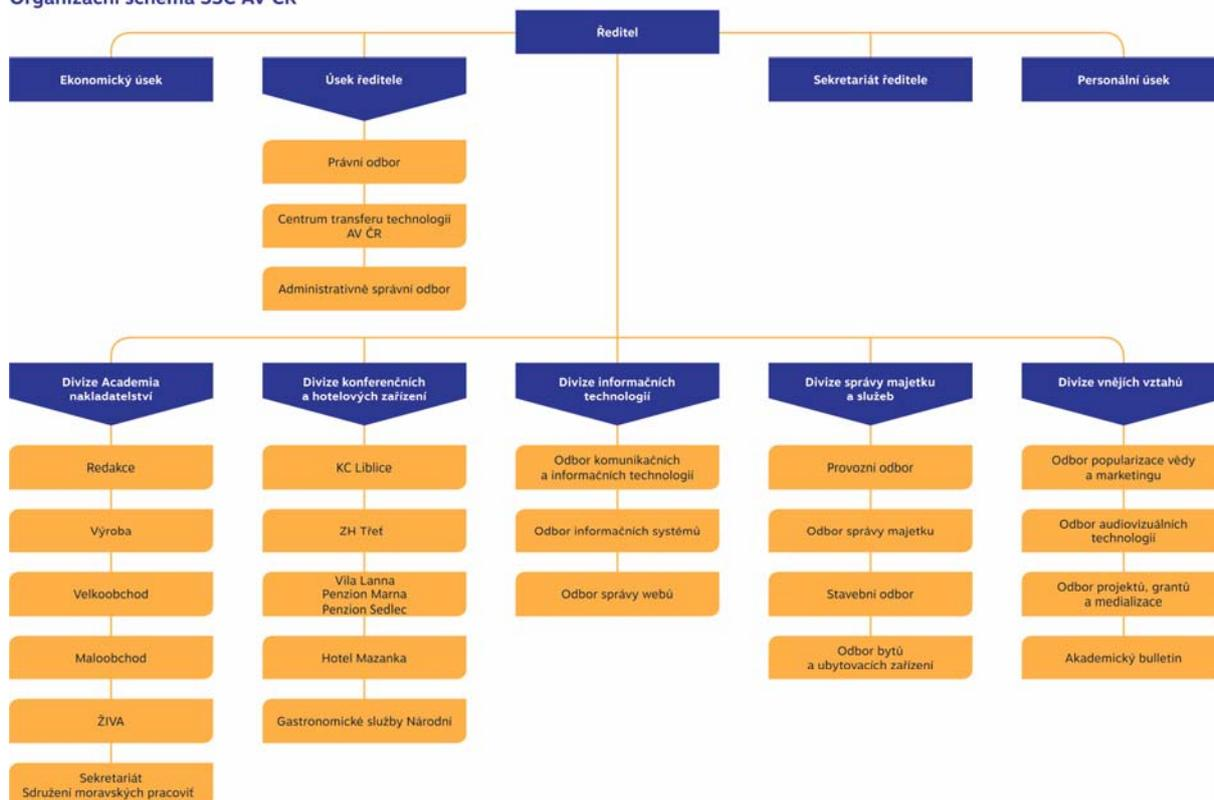 Organizační schéma SSČ AV ČR
Ředitel
Ekonomický úsek
Úsek ředitele
Sekretariát ředitele
Personální úsek
Právní odbor
Centrum transferu technologií
AV ČR
Administrativně správní odbor
Divize Academia
nakladatelství
Divize konferenčních
a hotelových zařízení
Divize informačních
technologií
Divize správy majetku
a služeb
Divize vnějích vztahů
Redakce
Výroba
Velkoobchod
Maloobchod
ŽIVA
Sekretariát
Sdružení moravských pracovišť
KC Liblice
ZH Třešť
Vila Lanna
Penzion Marna
Penzion Sedlec
Hotel Mazanka
Gastronomické služby Národní
Odbor komunikačních
a informačních technologií
Odbor informačních systémů
Odbor správy webů
Provozní odbor
Odbor správy majetku
Stavební odbor
Odbor bytů
a ubytovacích zařízení
Odbor popularizace vědy
a marketingu
Odbor audiovizuálních
technologií
Odbor projektů, grantů
a medializace
Akademický bulletin